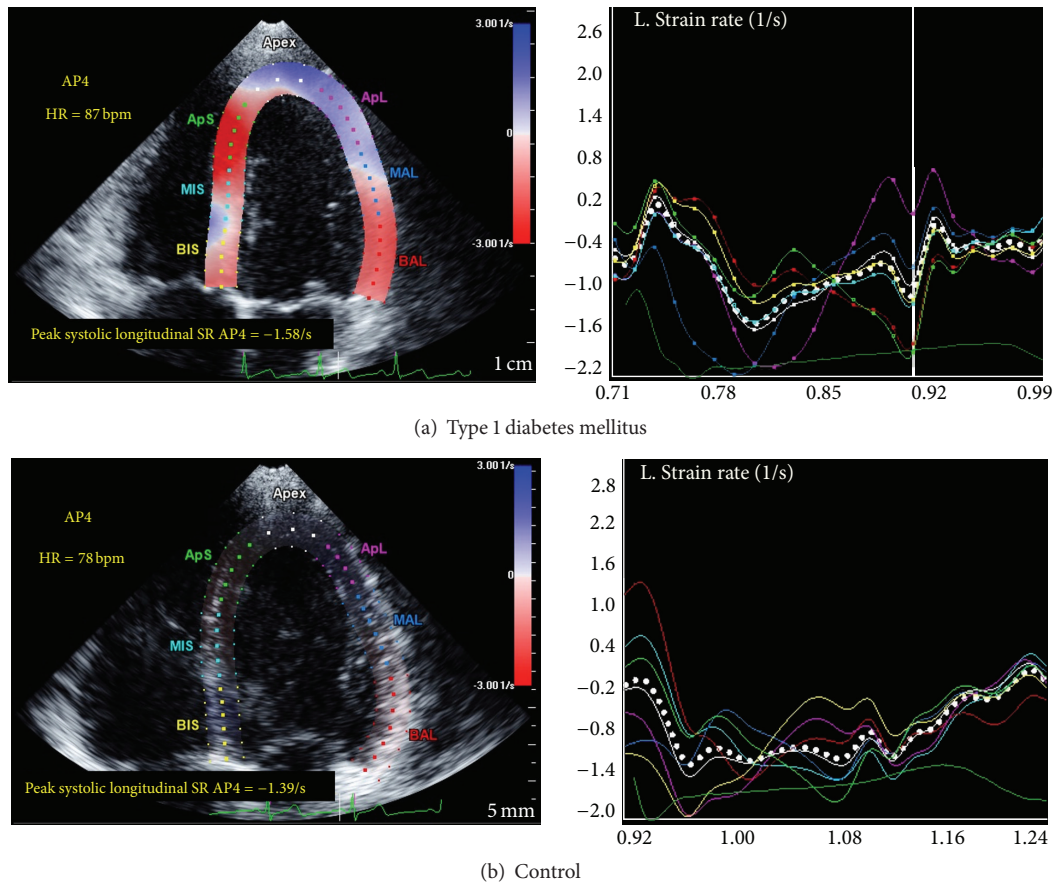 3.00 1/s
L. Strain rate (1/s)
Apex
2.6
AP4
2.0
ApL
HR = 87 bpm
1.4
ApS
0
0.8
MAL
MIS
0.2
−0.4
BIS
-3.00 1/s
BAL
−1.0
−1.6
Peak systolic longitudinal SR AP4 = −1.58/s
1 cm
−2.2
0.71 0.78 0.85 0.92 0.99
(a) Type 1 diabetes mellitus
3.00 1/s
L. Strain rate (1/s)
2.8
Apex
AP4
2.2
ApL
ApS
1.6
HR = 78 bpm
0
1.0
MAL
MIS
0.4
−0.2
-3.00 1/s
BIS
BAL
−0.8
−1.4
Peak systolic longitudinal SR AP4 = −1.39/s
5 mm
−2.0
0.92 1.00 1.08 1.16 1.24
(b) Control